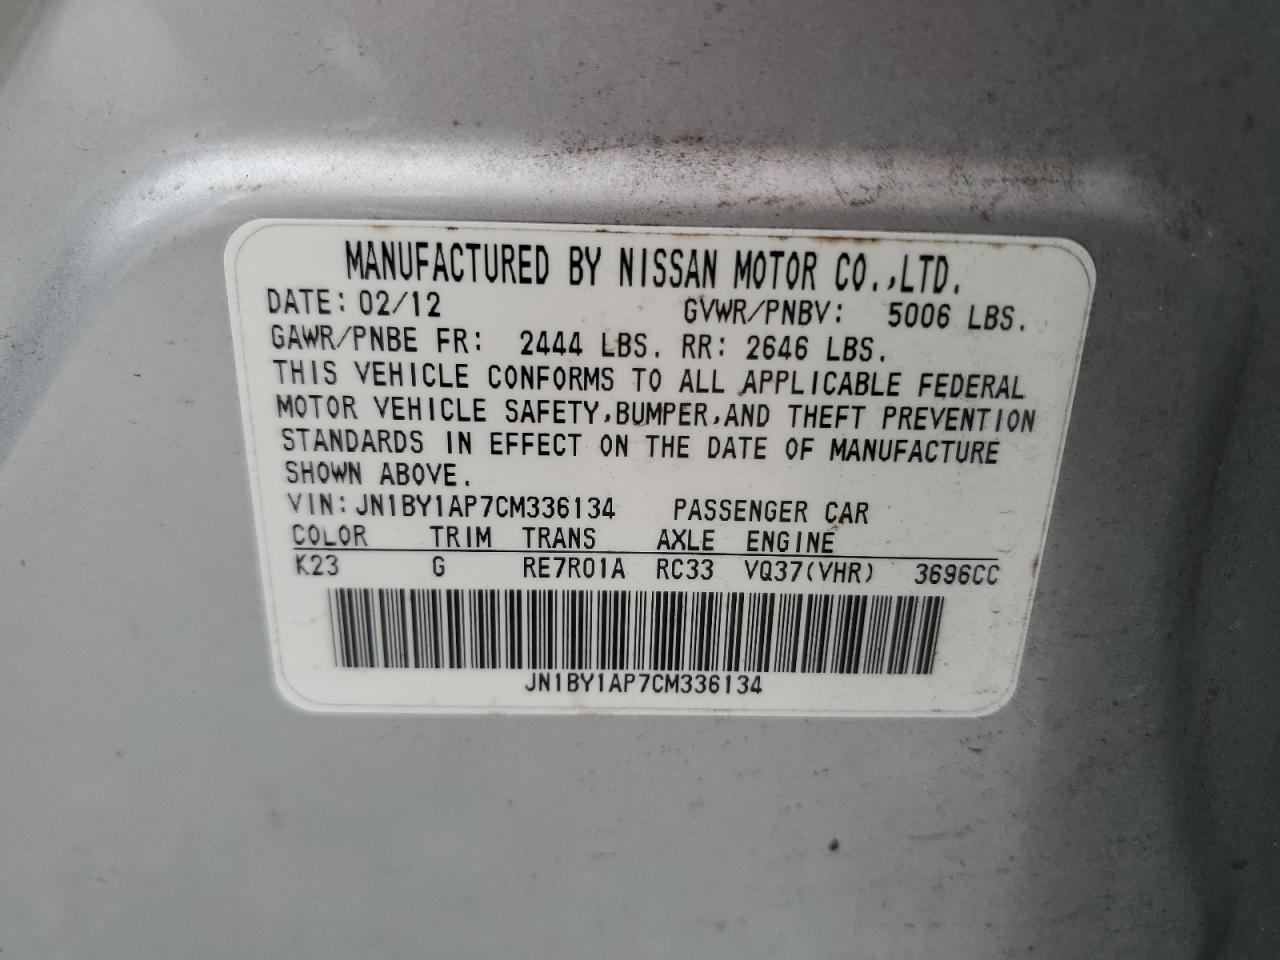 MANUFACTURED BY NISSAN MOTOR CO.,LTD.
DATE: 02/12 GVWR/PNBV: 5006 LBS.
GAWR/PNBE FR: 2444 LBS. RR: 2646 LBS.
THIS VEHICLE CONFORMS TO ALL APPLICABLE FEDERAL
MOTOR VEHICLE SAFETY,BUMPER,AND THEFT PREVENTION
STANDARDS IN EFFECT ON THE DATE OF MANUFACTURE
SHOWN ABOVE.
VIN:JN1BY1AP7CM336134 PASSENGER CAR
COLOR TRIM TRANS AXLE ENGINE
K23 G RE7R01A RC33 VQ37(VHR) 3696CC
JN1BY1AP7CM336134